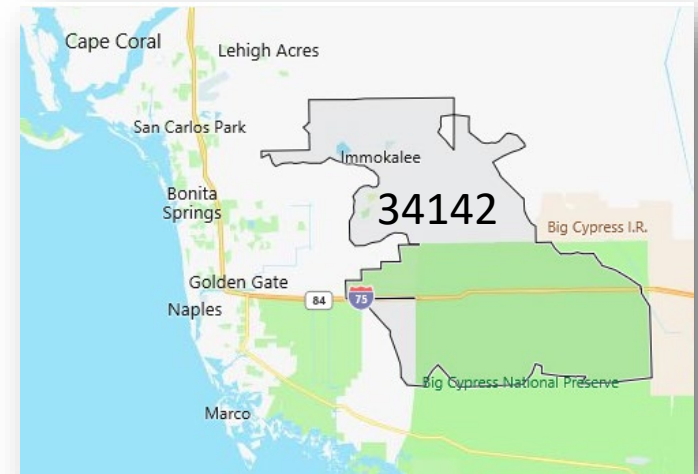 Cape Coral
Lehigh Acres
San Carlos Park
Immokalee
Bonita
Springs
34142
Big Cypress I.R.
Golden Gate
84
75
Naples
Big Cypress National Preserve
Marco